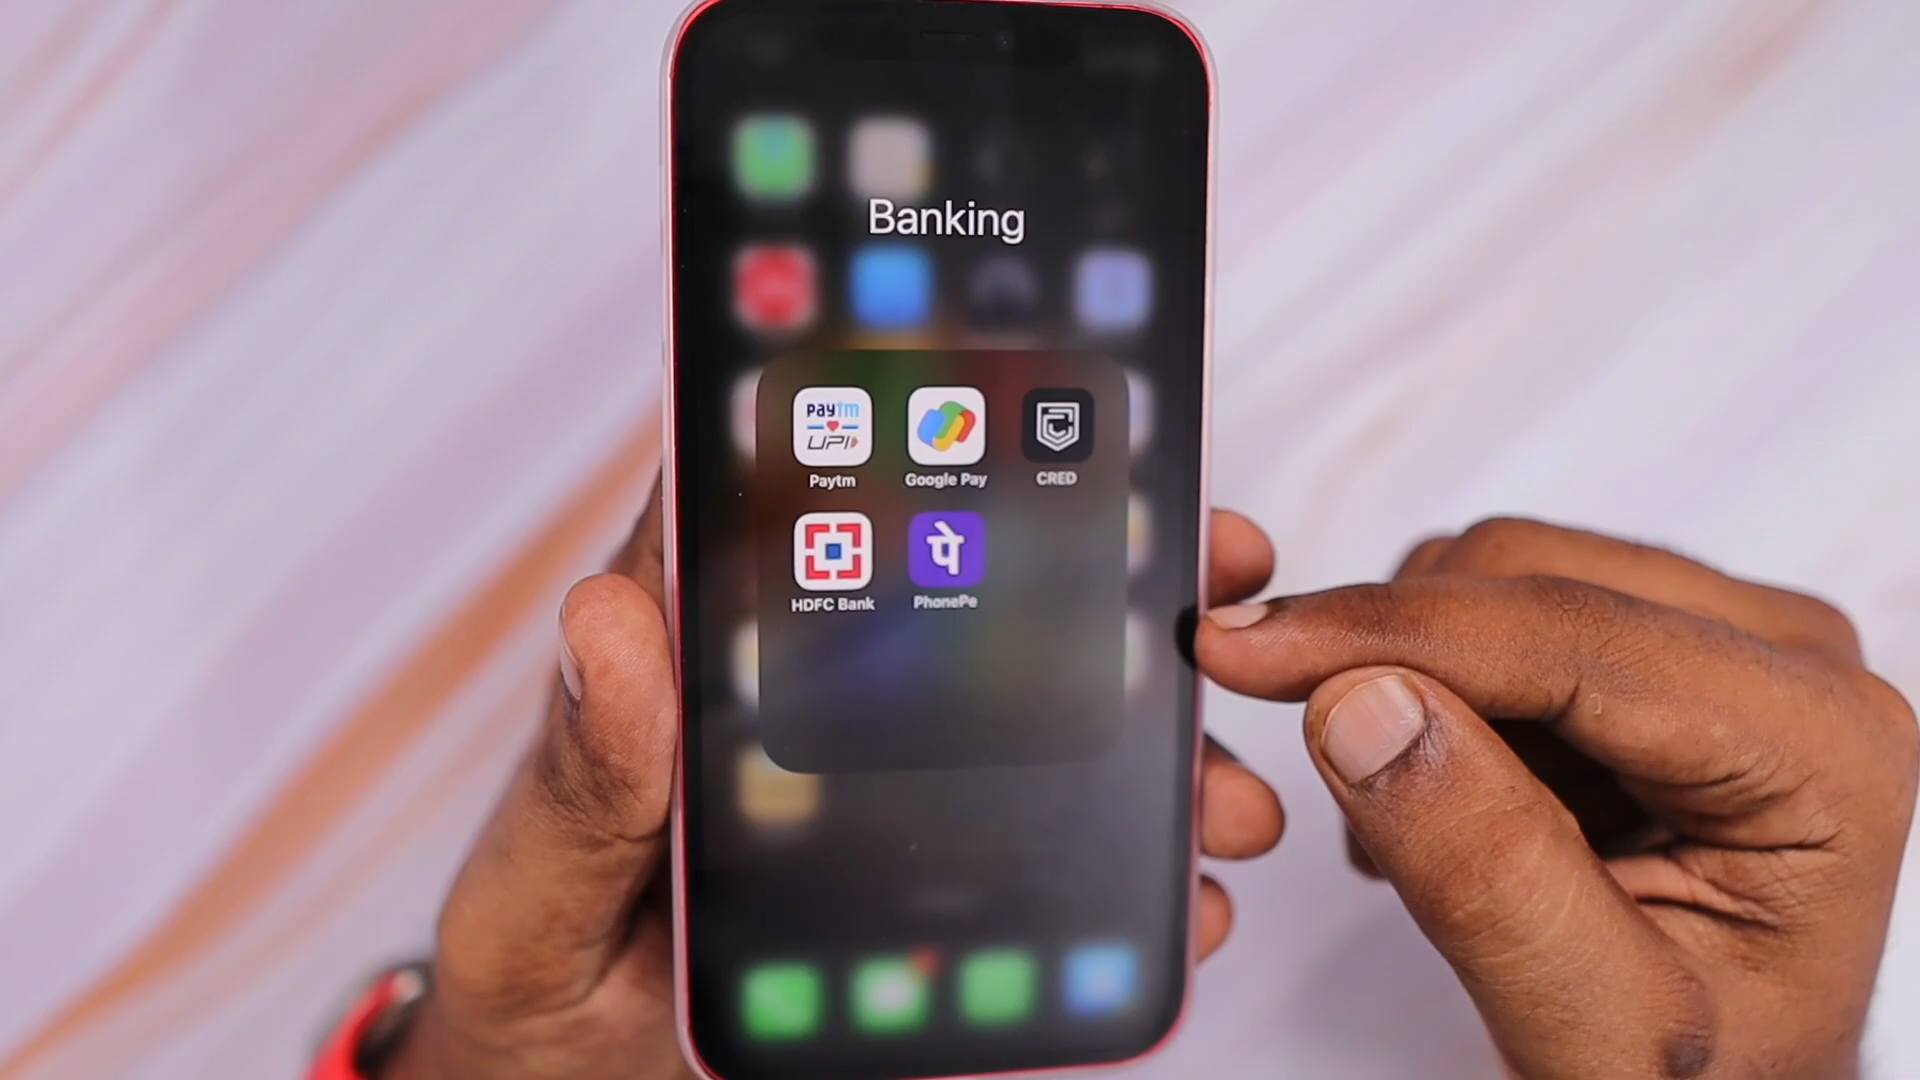 Banking
paytm
UPI
Paytm
Google Pay
CRED
HDFC Bank
पे
PhonePe